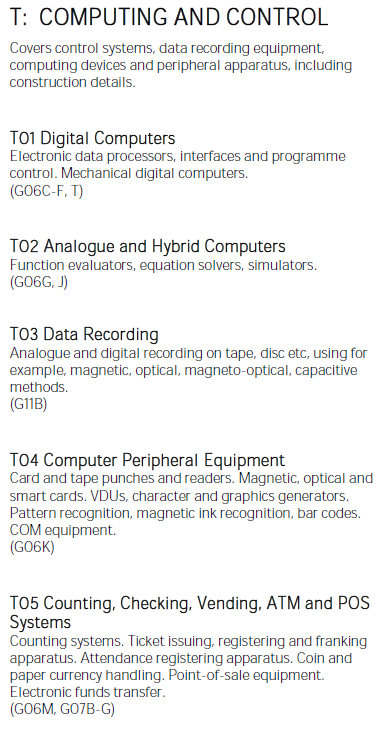 T: COMPUTING AND CONTROL
Covers control systems, data recording equipment,
computing devices and peripheral apparatus, including
construction details.
T01 Digital Computers
Electronic data processors, interfaces and programme
control. Mechanical digital computers.
(G06C-F, T)
T02 Analogue and Hybrid Computers
Function evaluators, equation solvers, simulators.
(G06G, J)
T03 Data Recording
Analogue and digital recording on tape, disc etc, using for
example, magnetic, optical, magneto-optical, capacitive
methods.
(G11B)
T04 Computer Peripheral Equipment
Card and tape punches and readers. Magnetic, optical and
smart cards. VDUs, character and graphics generators.
Pattern recognition, magnetic ink recognition, bar codes.
COM equipment.
(G06K)
T05 Counting, Checking, Vending, ATM and POS
Systems
Counting systems. Ticket issuing, registering and franking
apparatus. Attendance registering apparatus. Coin and
paper currency handling. Point-of-sale equipment.
Electronic funds transfer.
(G06M, G07B-G)